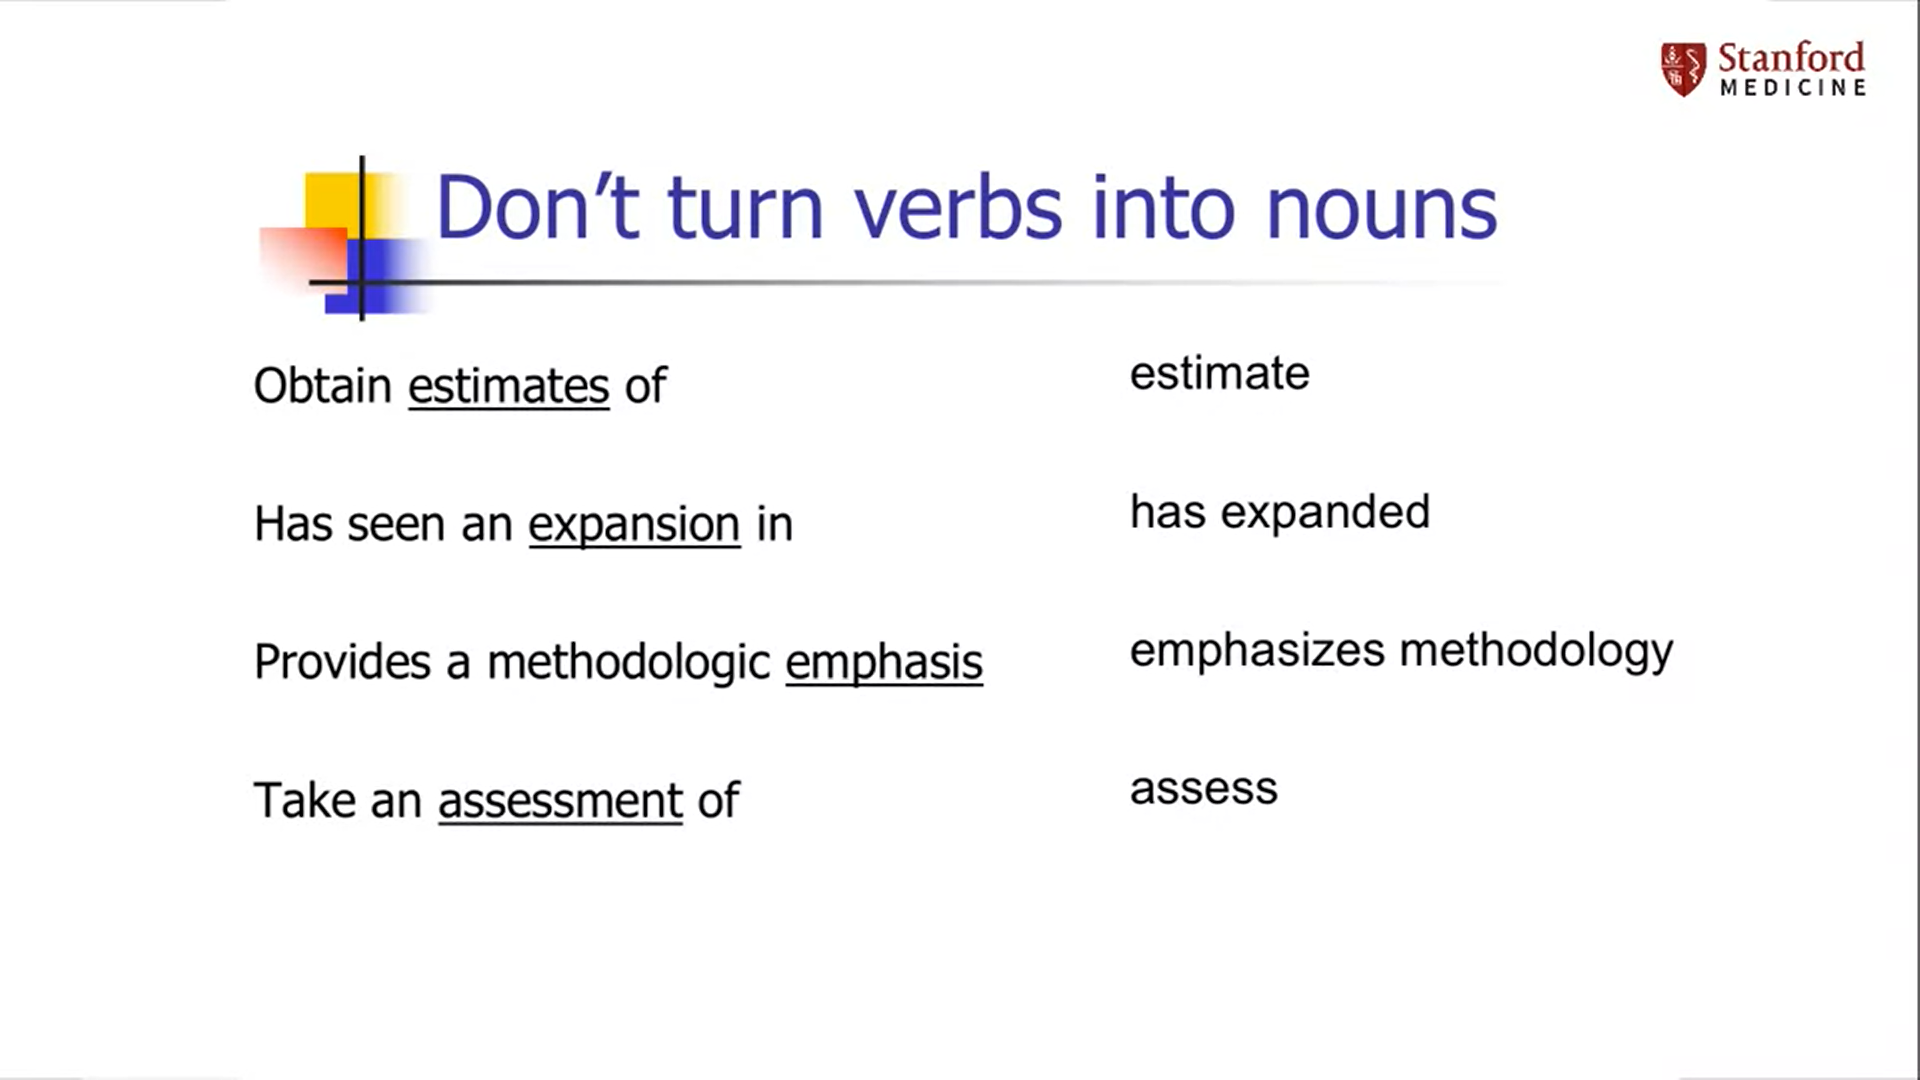 Stanford
MEDICINE
Don’t turn verbs into nouns
Obtain estimates of
estimate
Has seen an expansion in
has expanded
Provides a methodologic emphasis
emphasizes methodology
Take an assessment of
assess